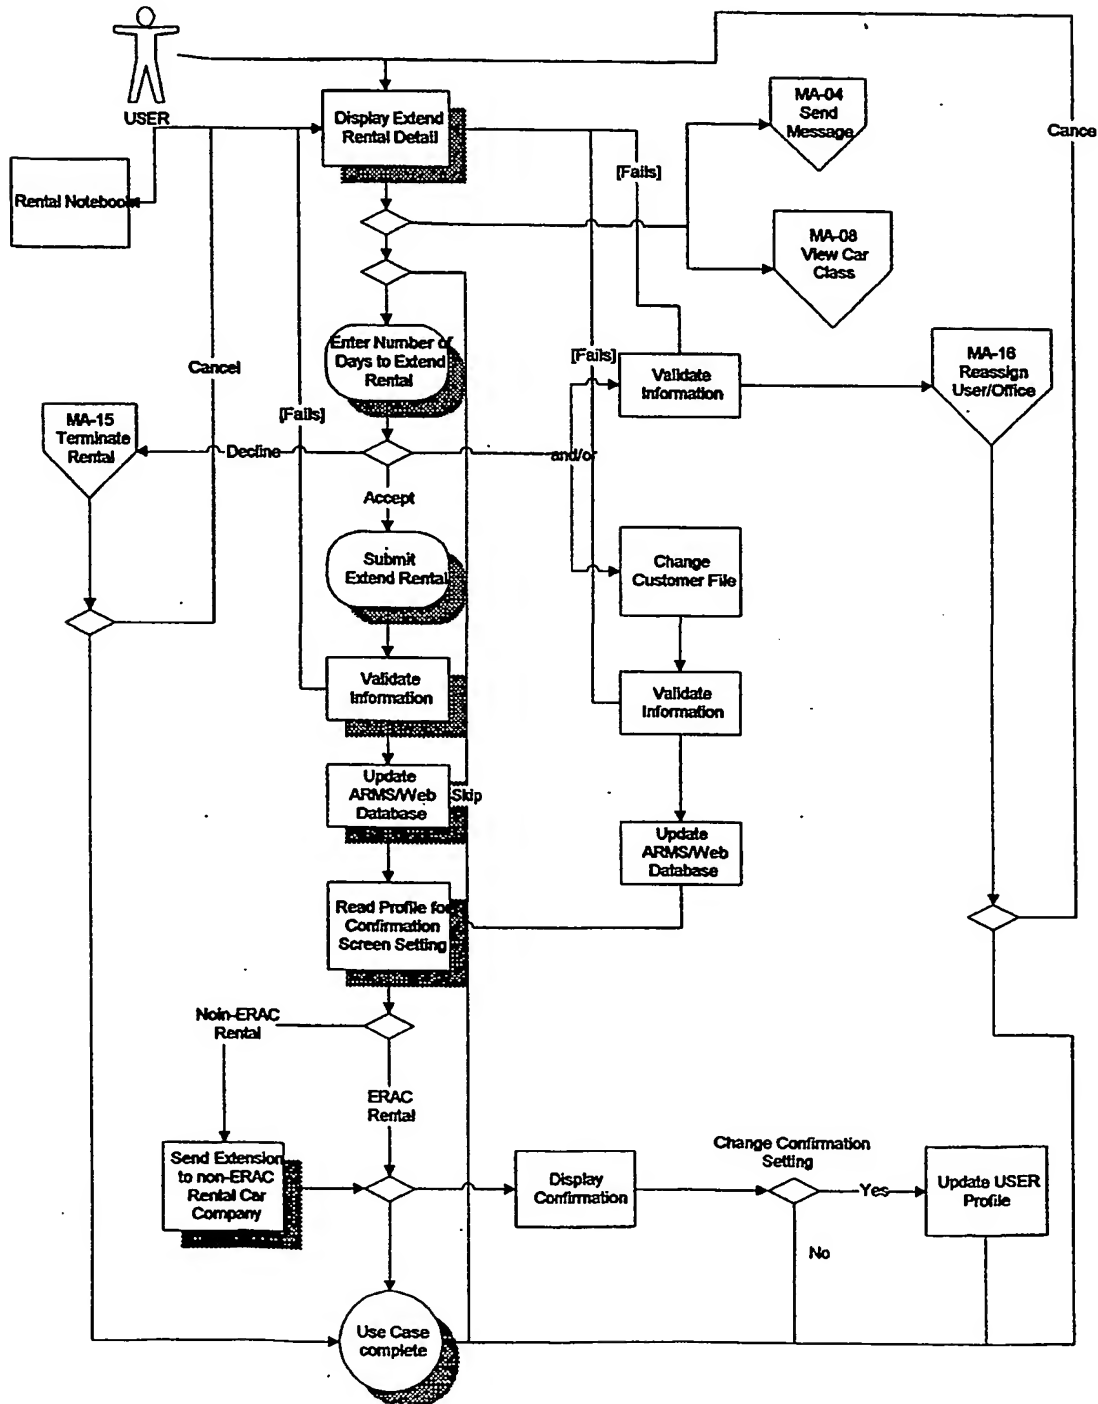 USER
Display Extend
Rental Detail
MA-04
Send
Message
Cance
Rental Notebook
[Fails]
MA-08
View Car
Class
Enter Number of
Days to Extend
Rental
Cancel
[Fails]
Validate
Information
MA-16
Reassign
User/Office
MA-15
Terminate
Rental
[Fails]
Decline
and/or
Accept
Submit
Extend Rental
Change
Customer File
Validate
Information
Validate
Information
Update
ARMS/Web
Database
Skip
Update
ARMS/Web
Database
Read Profile for
Confirmation
Screen Setting
Noin-ERAC
Rental
ERAC
Rental
Send Extension
to non-ERAC
Rental Car
Company
Display
Confirmation
Change Confirmation
Setting
Yes
Update USER
Profile
No
Use Case
complete